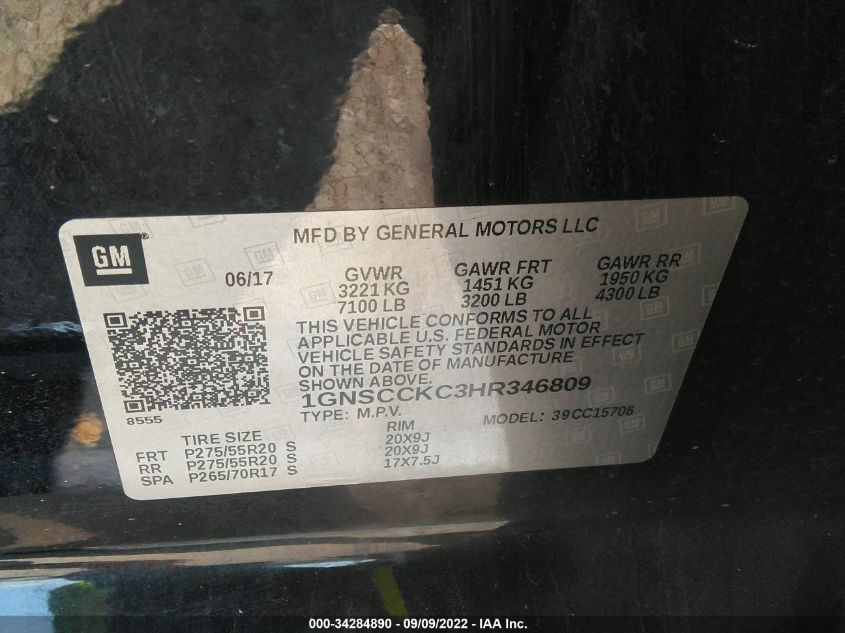 GM
MFD BY GENERAL MOTORS LLC
06/17
GVWR
3221 KG
7100 LB
GAWR FRT
1451 KG
3200 LB
GAWR RR
1950 KG
4300 LB
THIS VEHICLE CONFORMS TO ALL
APPLICABLE U.S. FEDERAL MOTOR
VEHICLE SAFETY STANDARDS IN EFFECT
ON THE DATE OF MANUFACTURE
SHOWN ABOVE.
8555
1GNSCCKC3HR346809
TYPE: M.P.V.
MODEL: 39CC15706
TIRE SIZE RIM
FRT P275/55R20 S 20X9J
RR P275/55R20 S 20X9J
SPA P265/70R17 S 17X7.5J
000-34284890 - 09/09/2022 - IAA Inc.